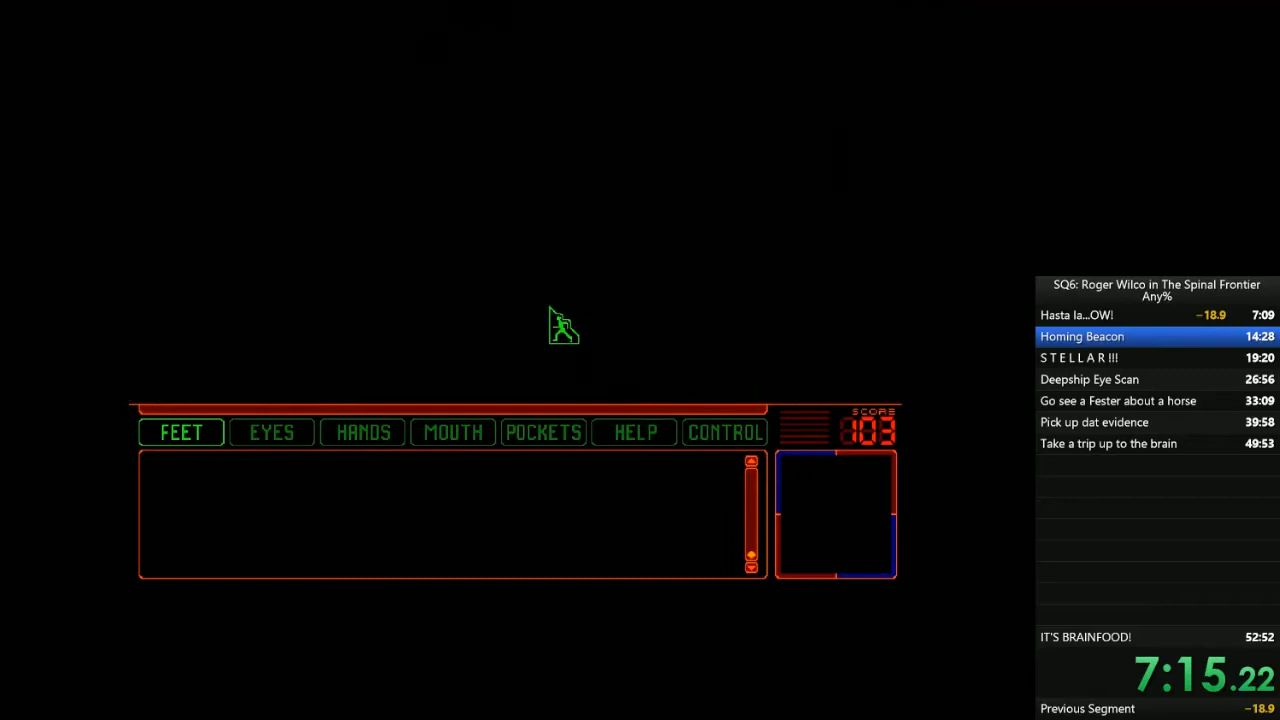 SCORE
FEET EYES HANDS MOUTH POCKETS HELP CONTROL 103
SQ6: Roger Wilco in The Spinal Frontier
Any%
Hasta la...OW! −18.9 7:09
Homing Beacon 14:28
S T E L L A R !!! 19:20
Deepship Eye Scan 26:56
Go see a Fester about a horse 33:09
Pick up dat evidence 39:58
Take a trip up to the brain 49:53
IT'S BRAINFOOD! 52:52
7:15.22
Previous Segment −18.9